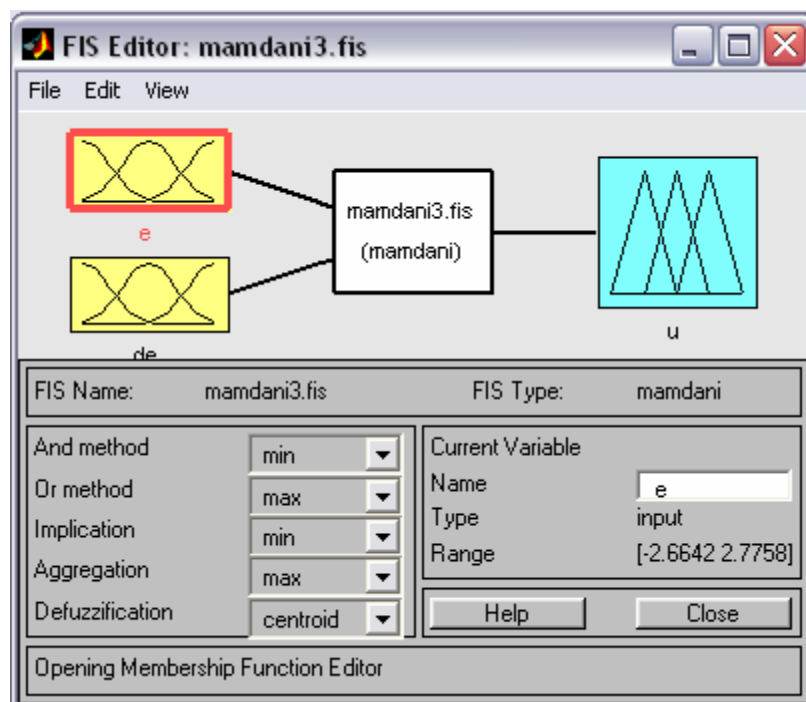 FIS Editor: mamdani3.fis
File Edit View
e
de
mamdani3.fis
(mamdani)
u
FIS Name: mamdani3.fis FIS Type: mamdani
And method min
Or method max
Implication min
Aggregation max
Defuzzification centroid
Current Variable
Name e
Type input
Range [-2.6642 2.7758]
Help Close
Opening Membership Function Editor